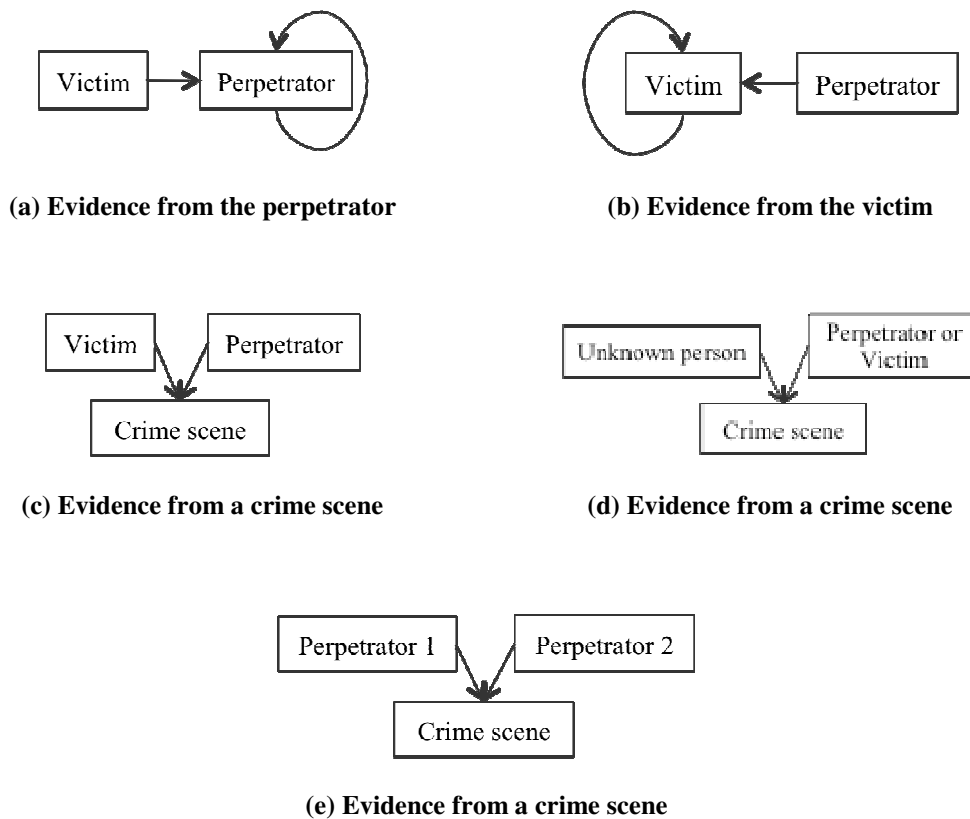 Victim
Perpetrator
Victim
Perpetrator
(a) Evidence from the perpetrator
(b) Evidence from the victim
Victim
Perpetrator
Crime scene
Unknown person
Perpetrator or
Victim
Crime scene
(c) Evidence from a crime scene
(d) Evidence from a crime scene
Perpetrator 1
Perpetrator 2
Crime scene
(e) Evidence from a crime scene